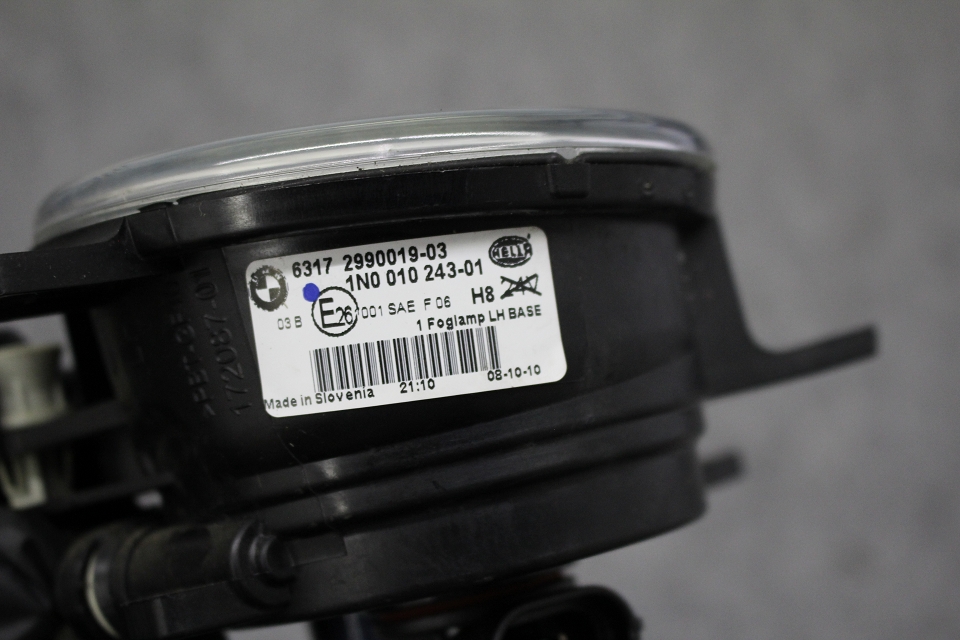 6317 2990019-03
HELLA
1N0 010 243-01
03 B E26 001 SAE F 06 H8
1 Foglamp LH BASE
Made in Slovenia 21:10 08-10-10